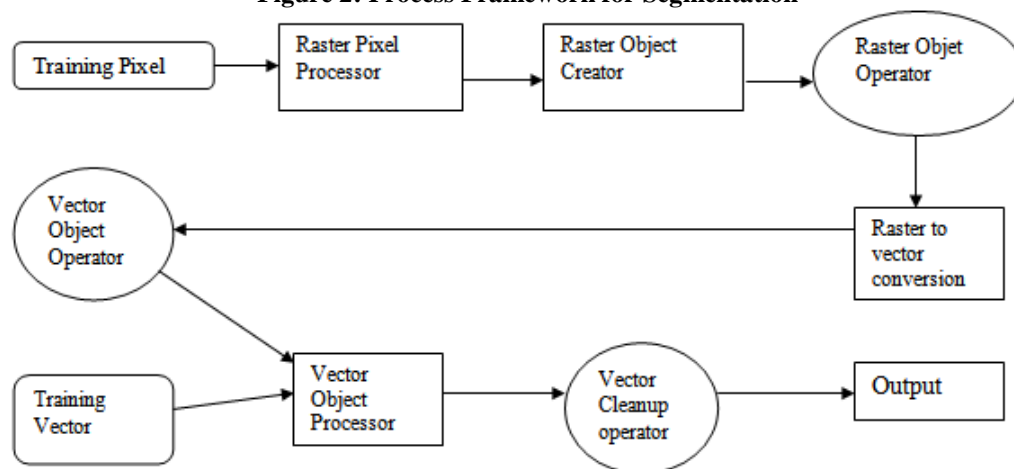 Figure 2: Process Framework for Segmentation
Training Pixel
Raster Pixel
Processor
Raster Object
Creator
Raster Objet
Operator
Vector
Object
Operator
Raster to
vector
conversion
Training
Vector
Vector
Object
Processor
Vector
Cleanup
operator
Output